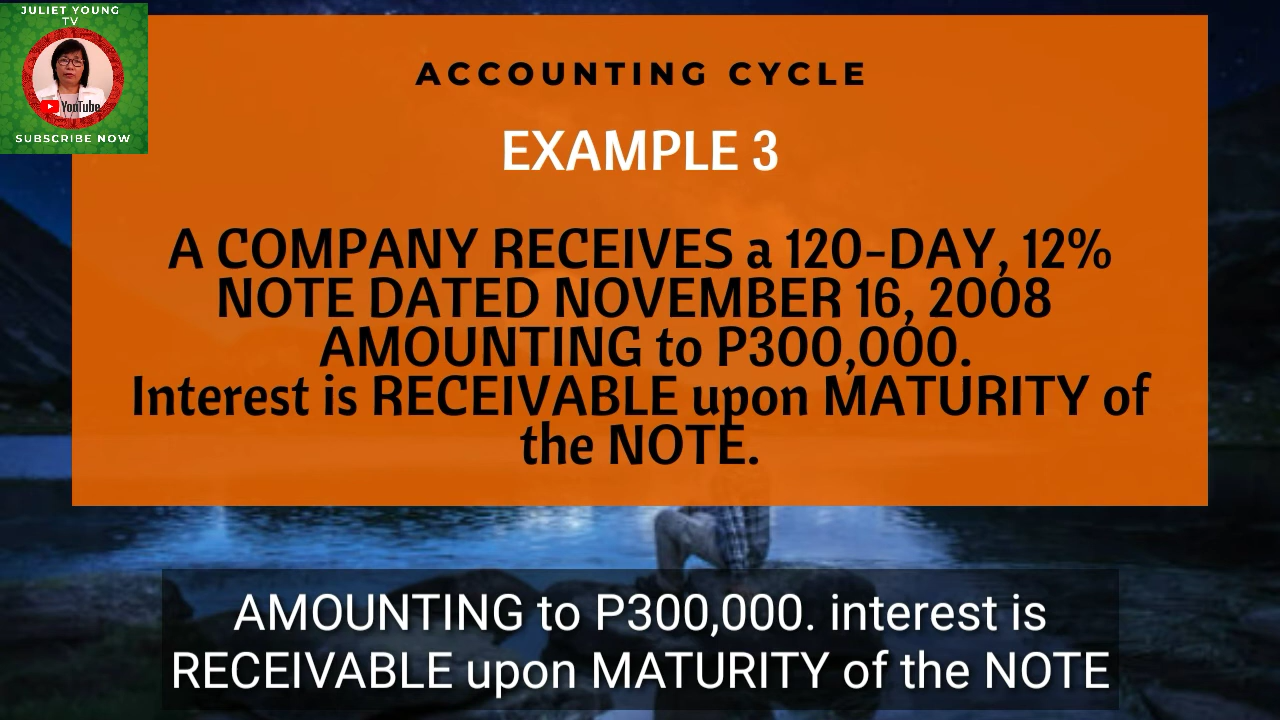 JULIET YOUNG
TV
YouTube
SUBSCRIBE NOW
ACCOUNTING CYCLE
EXAMPLE 3
A COMPANY RECEIVES a 120-DAY, 12%
NOTE DATED NOVEMBER 16, 2008
AMOUNTING to P300,000.
Interest is RECEIVABLE upon MATURITY of
the NOTE.
AMOUNTING to P300,000. interest is
RECEIVABLE upon MATURITY of the NOTE